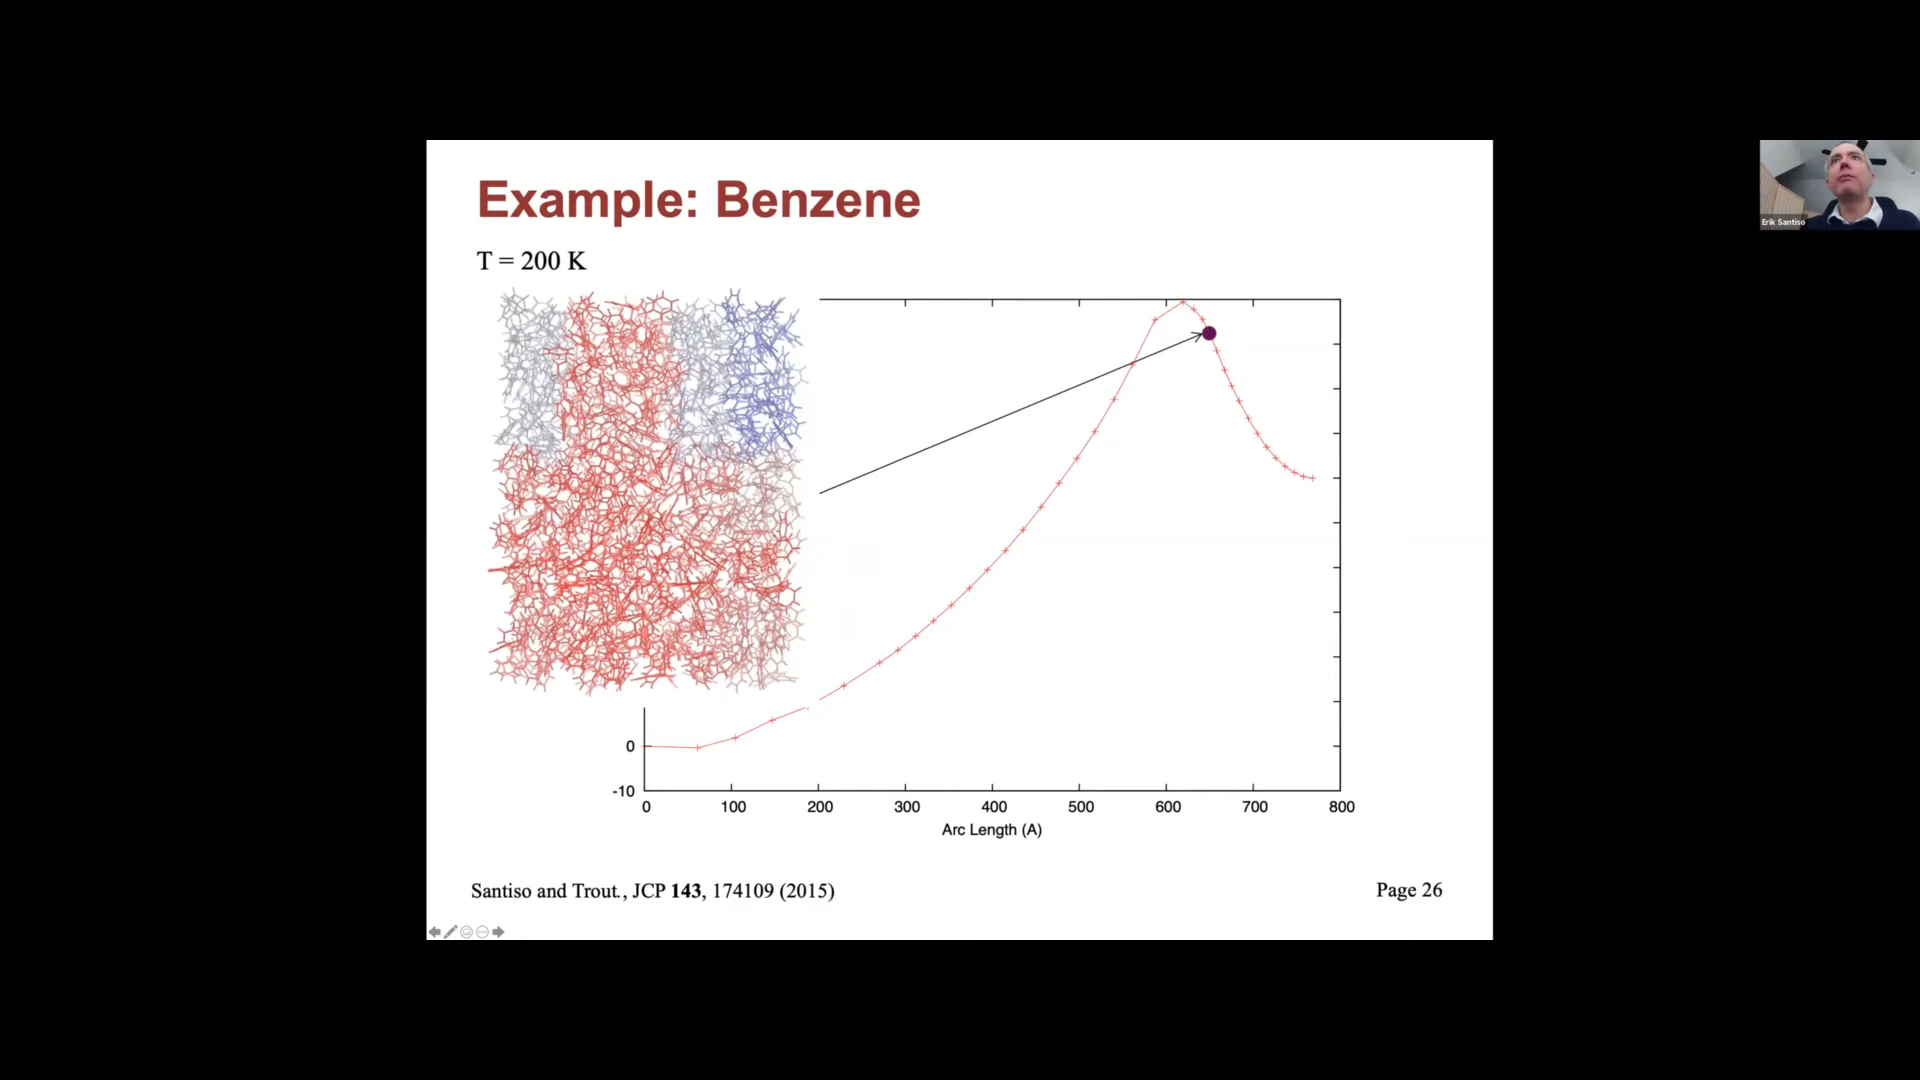 Example: Benzene
T = 200 K
Erik Santiso
0
-10
0 100 200 300 400 500 600 700 800
Arc Length (A)
Santiso and Trout., JCP 143, 174109 (2015)
Page 26